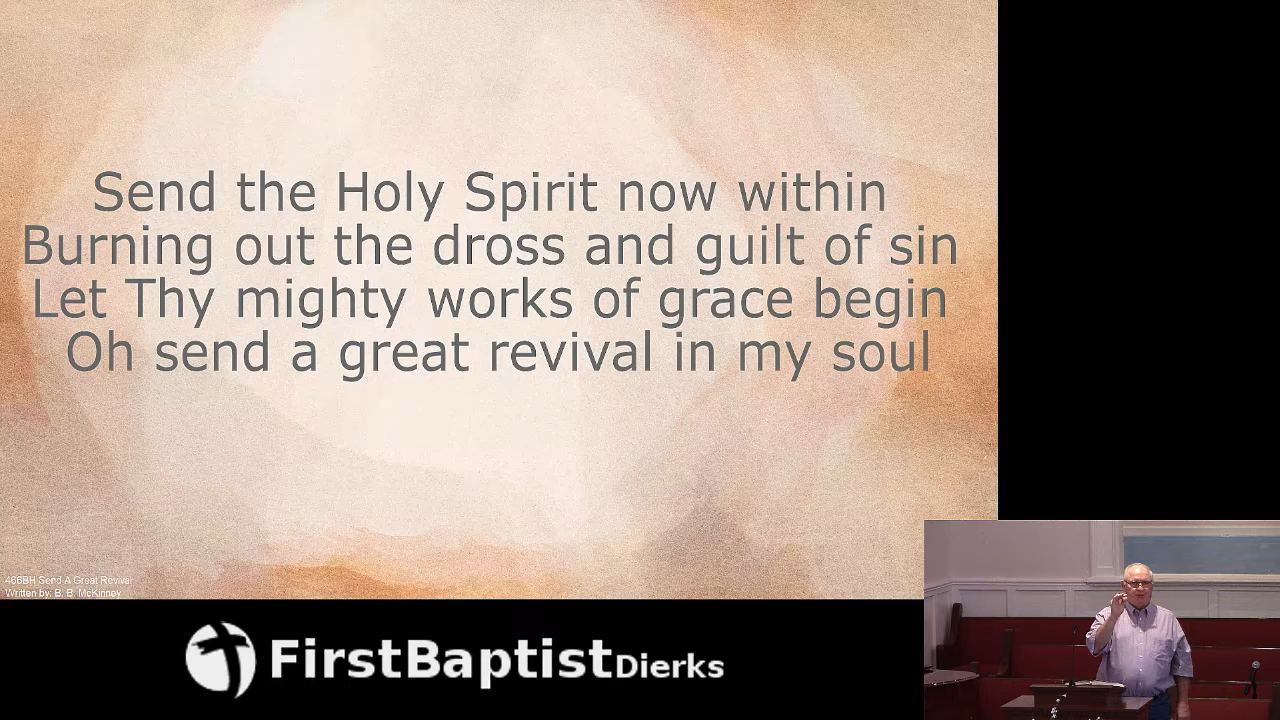 Send the Holy Spirit now within
Burning out the dross and guilt of sin
Let Thy mighty works of grace begin
Oh send a great revival in my soul
466BH Send A Great Revival
Written by: B. B. McKinney
FirstBaptistDierks